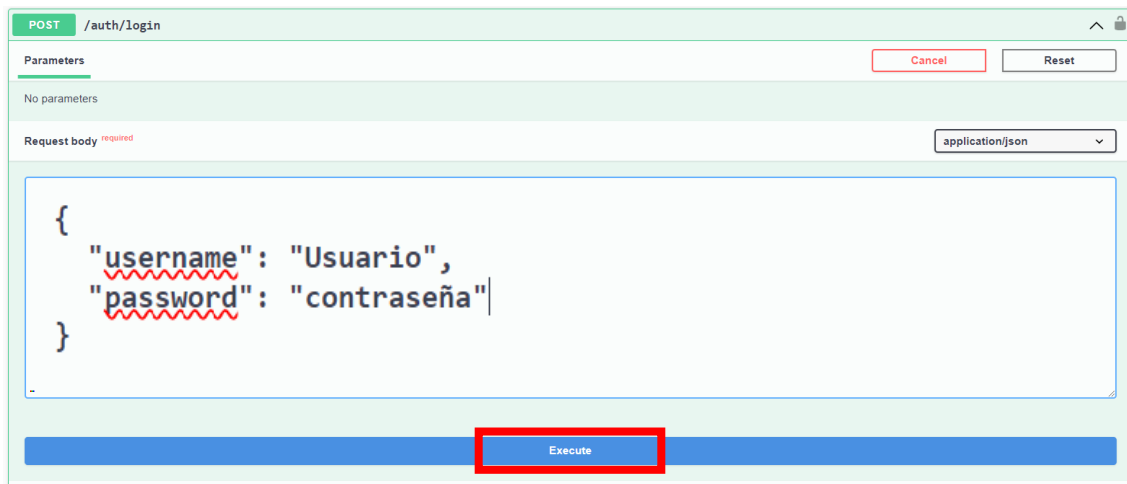 POST /auth/login
Parameters
Cancel
Reset
No parameters
Request body required
application/json
{
"username": "Usuario",
"password": "contraseña"
}
Execute